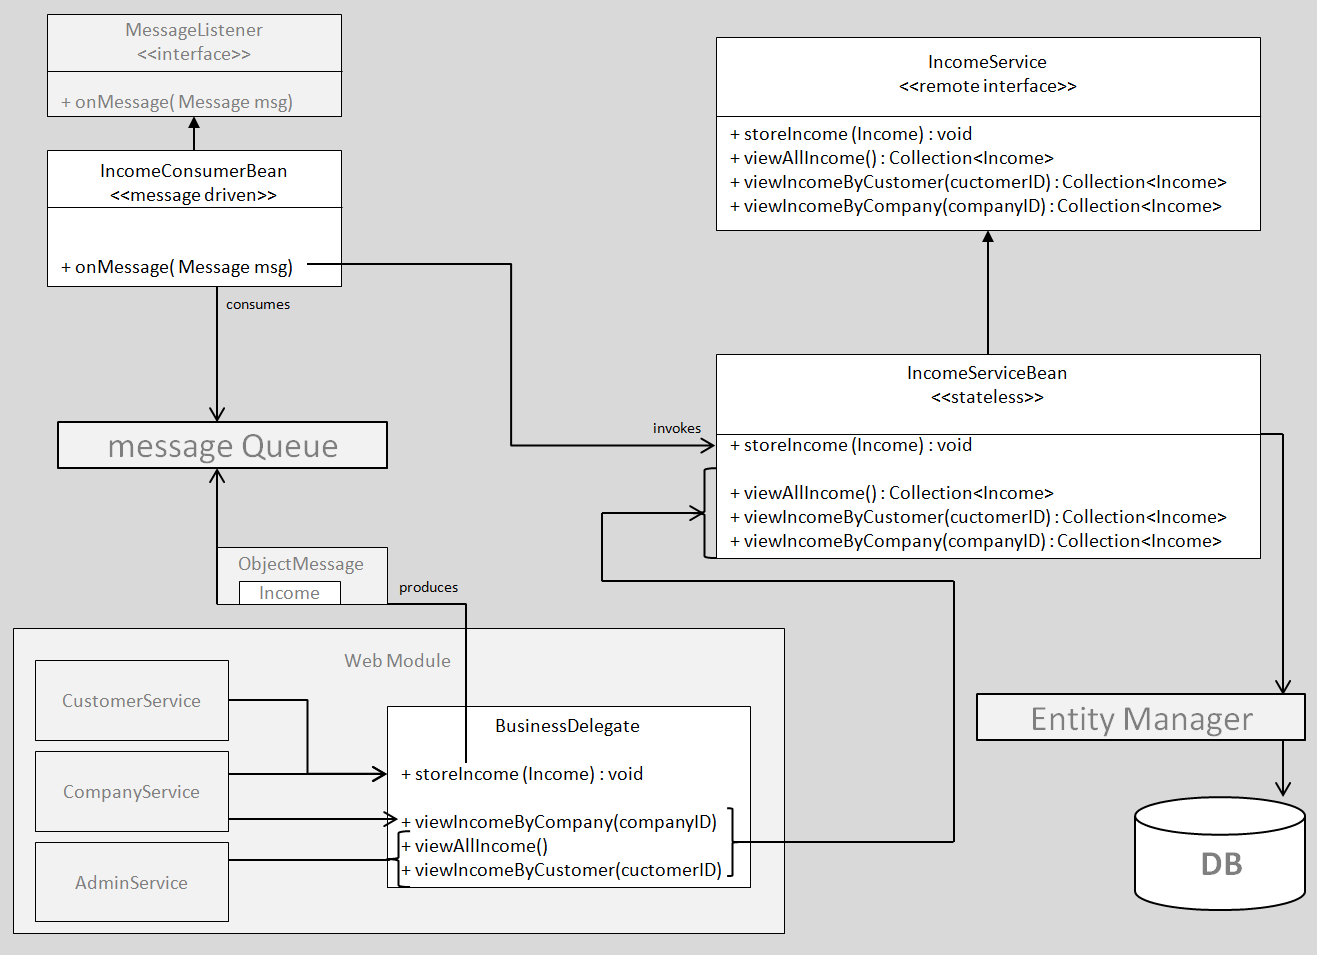 MessageListener
<<interface>>
+ onMessage( Message msg)
IncomeConsumerBean
<<message driven>>
+ onMessage( Message msg)
consumes
message Queue
ObjectMessage
Income
produces
IncomeService
<<remote interface>>
+ storeIncome (Income) : void
+ viewAllIncome() : Collection<Income>
+ viewIncomeByCustomer(cuctomerID) : Collection<Income>
+ viewIncomeByCompany(companyID) : Collection<Income>
invokes
IncomeServiceBean
<<stateless>>
+ storeIncome (Income) : void
+ viewAllIncome() : Collection<Income>
+ viewIncomeByCustomer(cuctomerID) : Collection<Income>
+ viewIncomeByCompany(companyID) : Collection<Income>
Web Module
CustomerService
CompanyService
AdminService
BusinessDelegate
+ storeIncome (Income) : void
+ viewIncomeByCompany(companyID)
+ viewAllIncome()
+ viewIncomeByCustomer(cuctomerID)
Entity Manager
DB